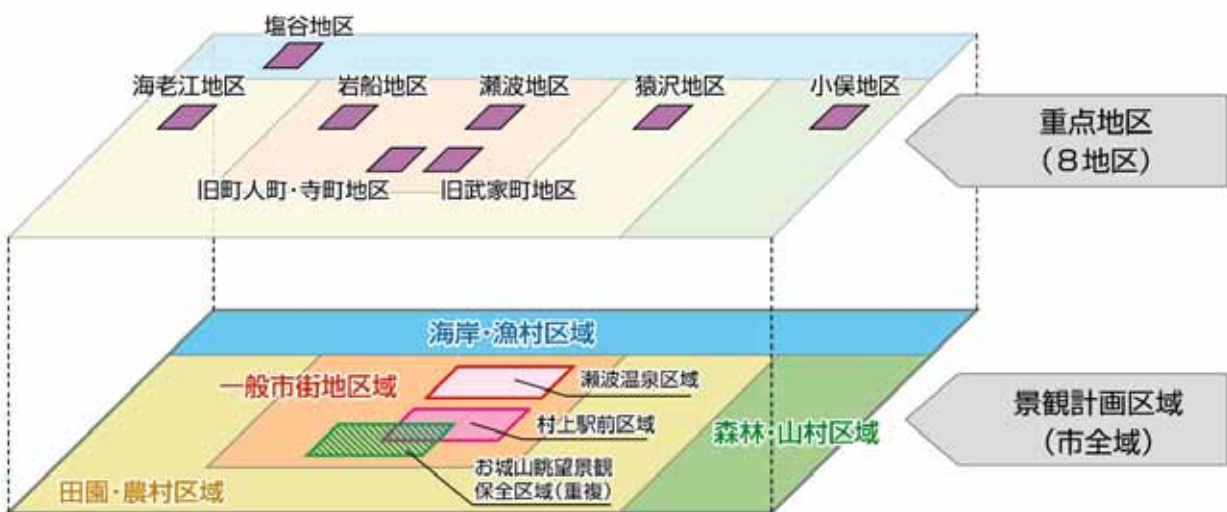 塩谷地区
海老江地区
岩船地区
瀬波地区
猿沢地区
小俣地区
旧町人町・寺町地区
旧武家町地区
重点地区
（８地区）
海岸・漁村区域
一般市街地区域
瀬波温泉区域
村上駅前区域
森林・山村区域
お城山眺望景観
保全区域（重複）
田園・農村区域
景観計画区域
（市全域）